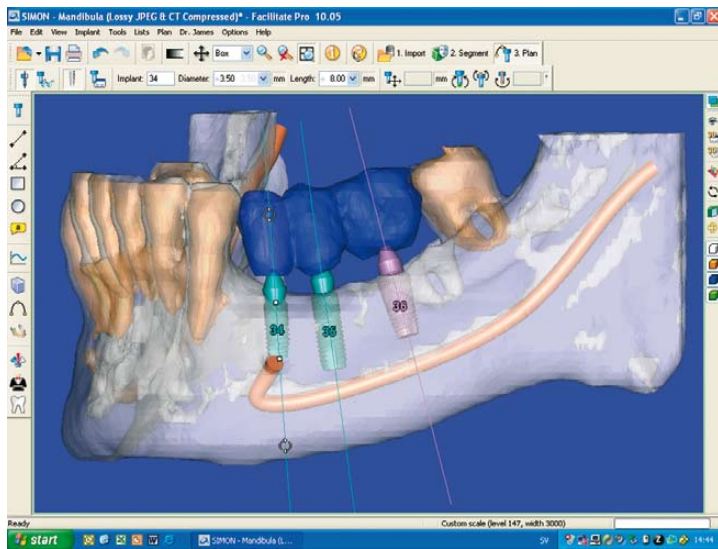 SIMON - Mandibula (Lossy JPEG & CT Compressed)* - Facilitate Pro 10.05
File Edit View Implant Tools Lists Plan Dr. James Options Help
Box 1. Import 2. Segment 3. Plan
Implant: 34 Diameter: 3.50 mm Length: 8.00 mm mm °
34
36
Ready Custom scale (level 147, width 3000)
start SIMON - Mandibula (L... SV 14:44